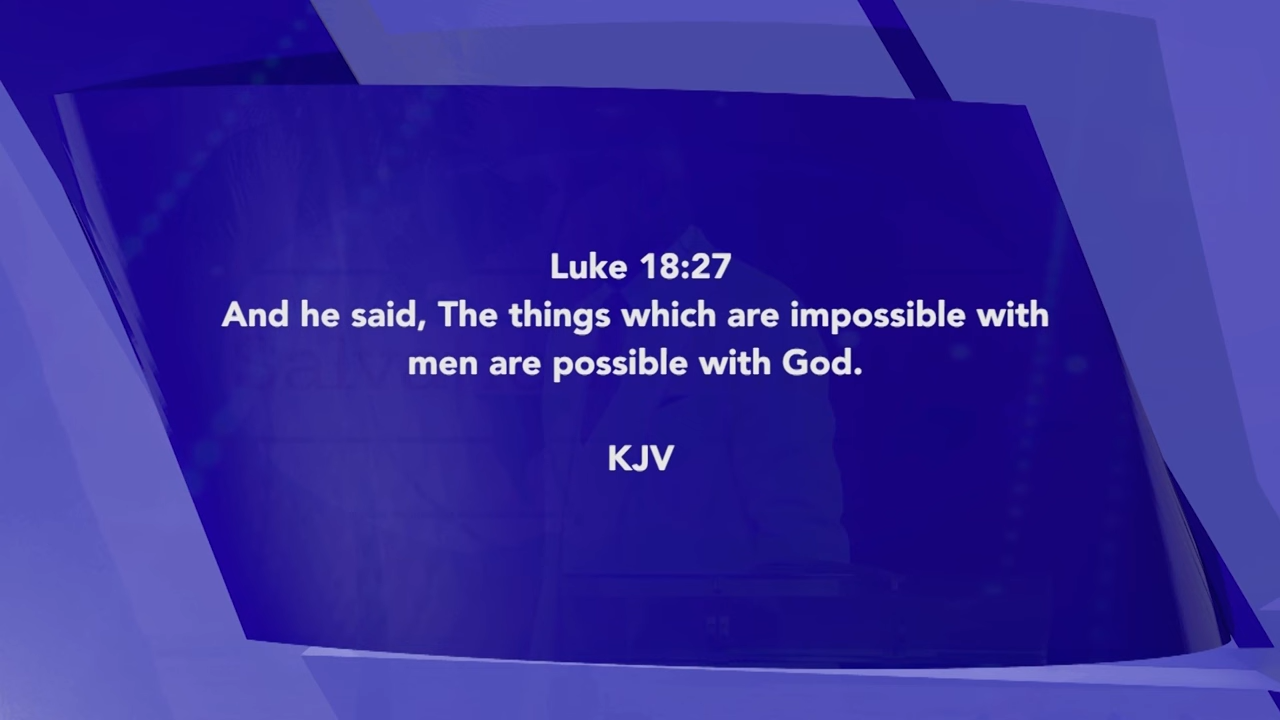 Luke 18:27
And he said, The things which are impossible with
men are possible with God.
KJV